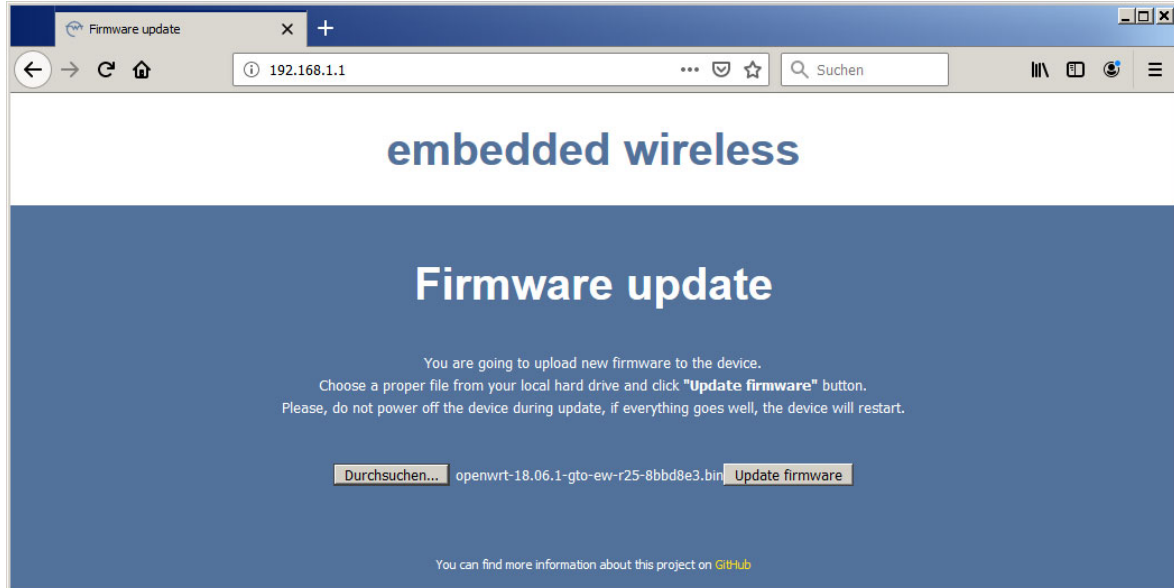 Firmware update
192.168.1.1
Suchen
embedded wireless
Firmware update
You are going to upload new firmware to the device.
Choose a proper file from your local hard drive and click "Update firmware" button.
Please, do not power off the device during update, if everything goes well, the device will restart.
Durchsuchen... openwrt-18.06.1-gto-ew-r25-8bbd8e3.bin Update firmware
You can find more information about this project on GitHub